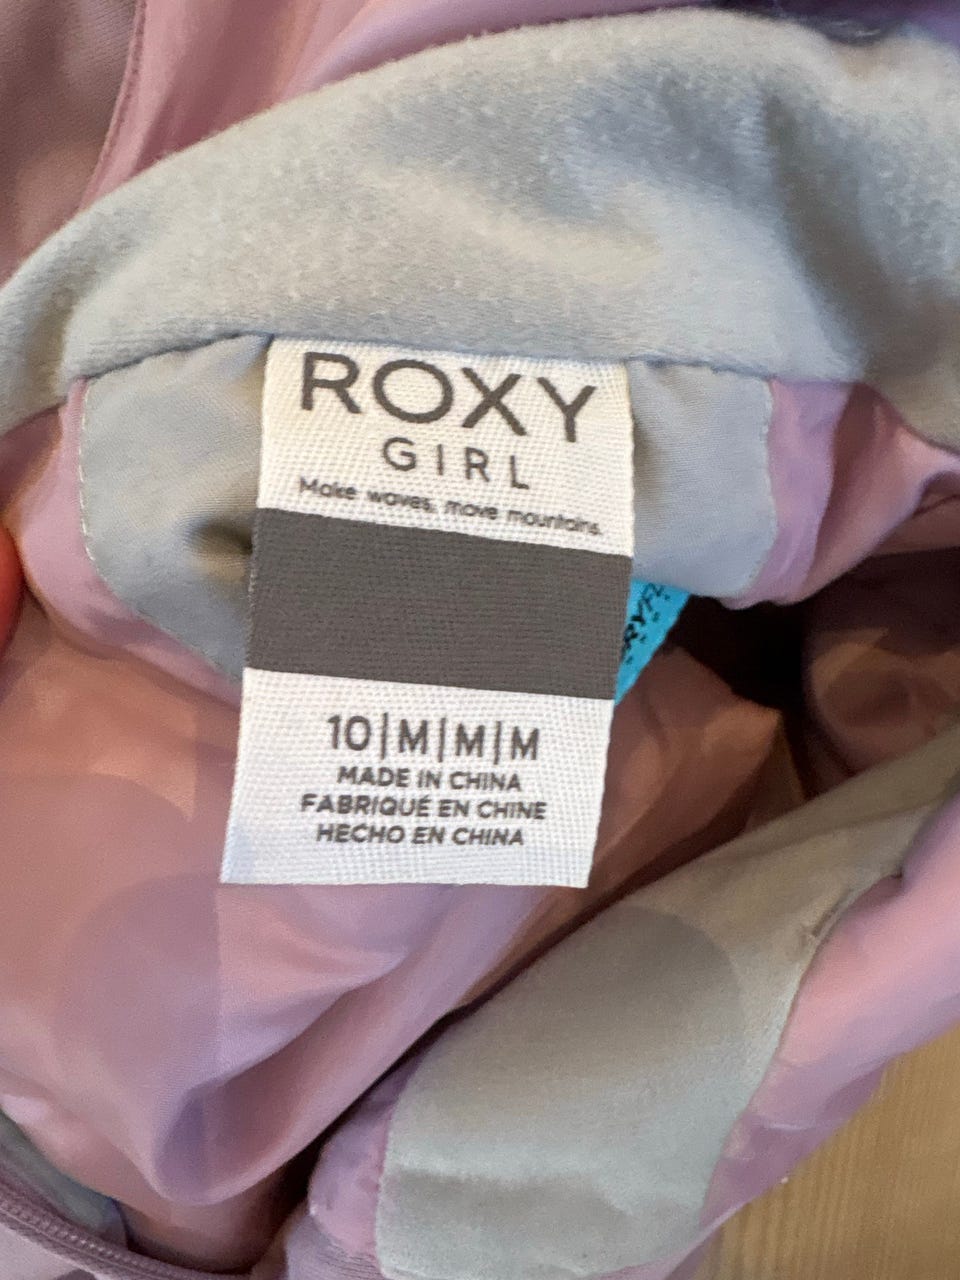 ROXY
GIRL
Make waves, move mountains.
10|M|M|M
MADE IN CHINA
FABRIQUÉ EN CHINE
HECHO EN CHINA